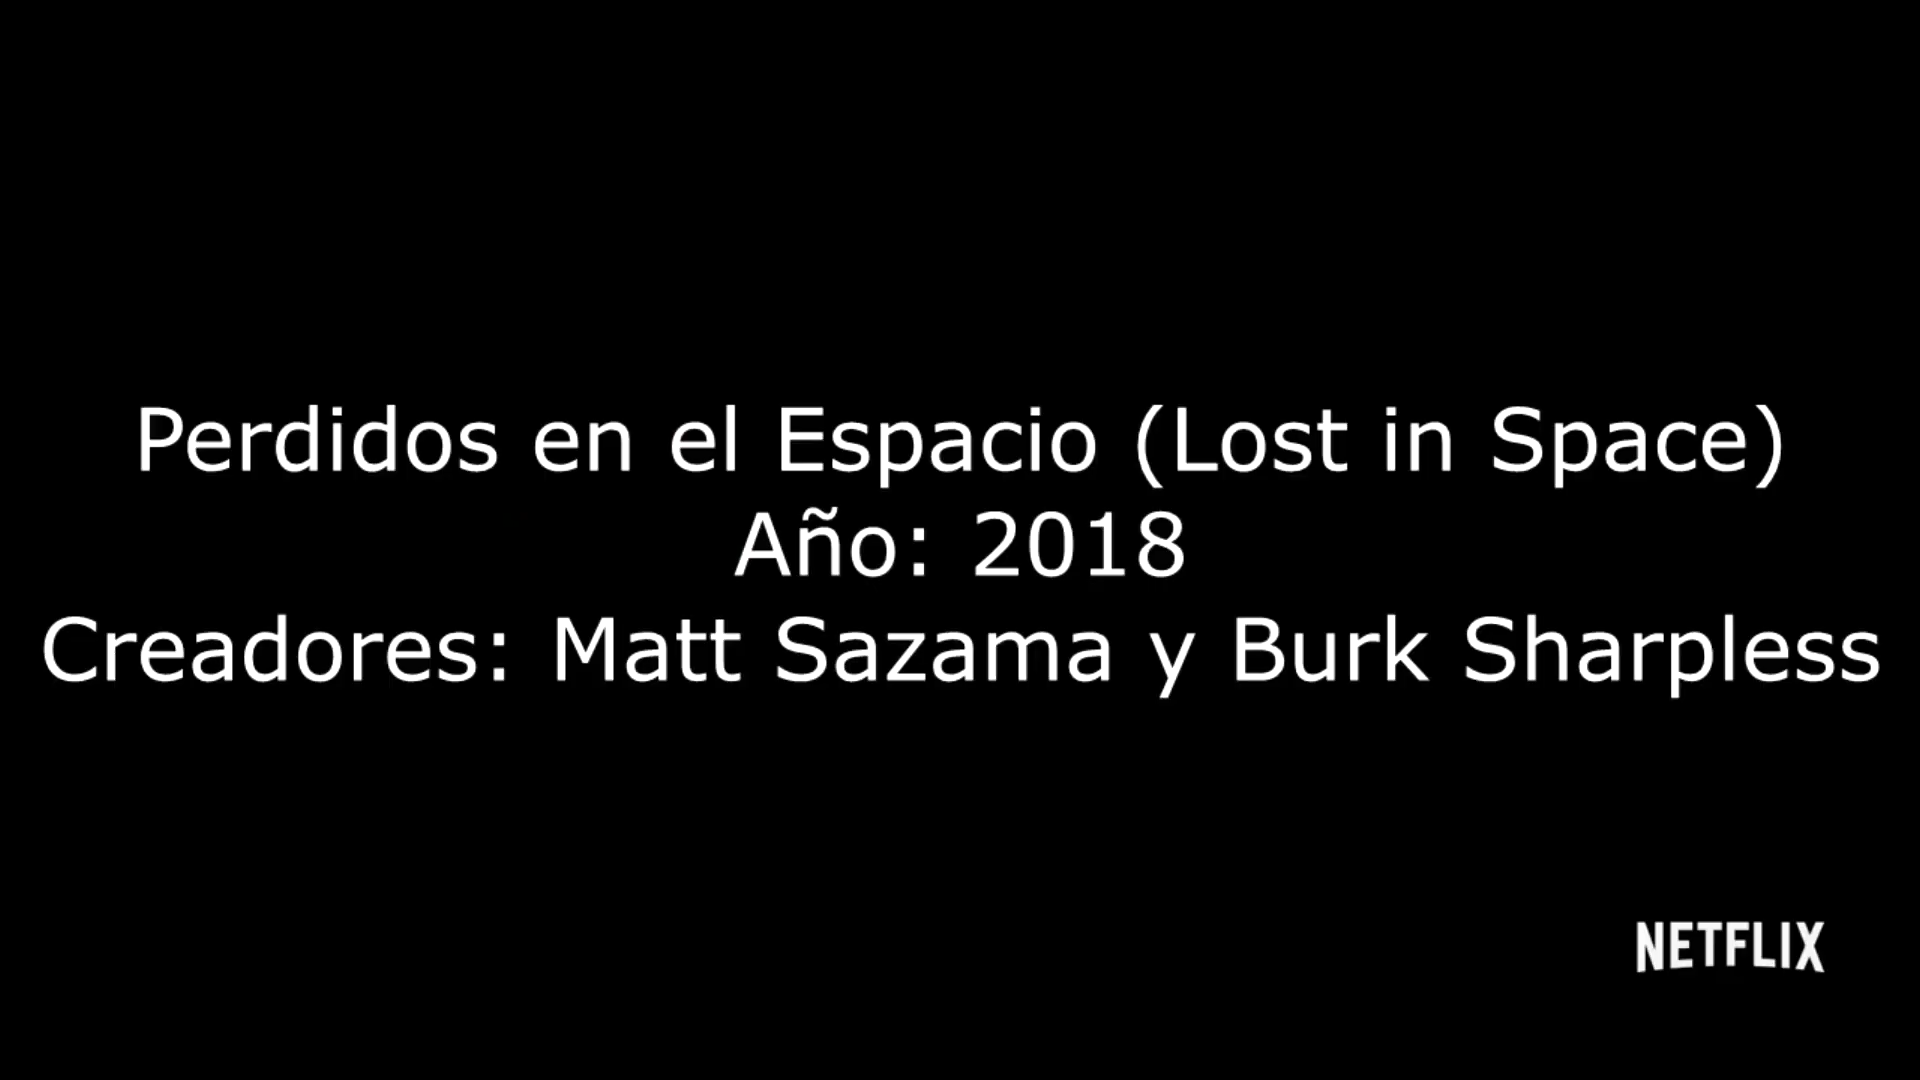 Perdidos en el Espacio (Lost in Space)
Año: 2018
Creadores: Matt Sazama y Burk Sharpless
NETFLIX